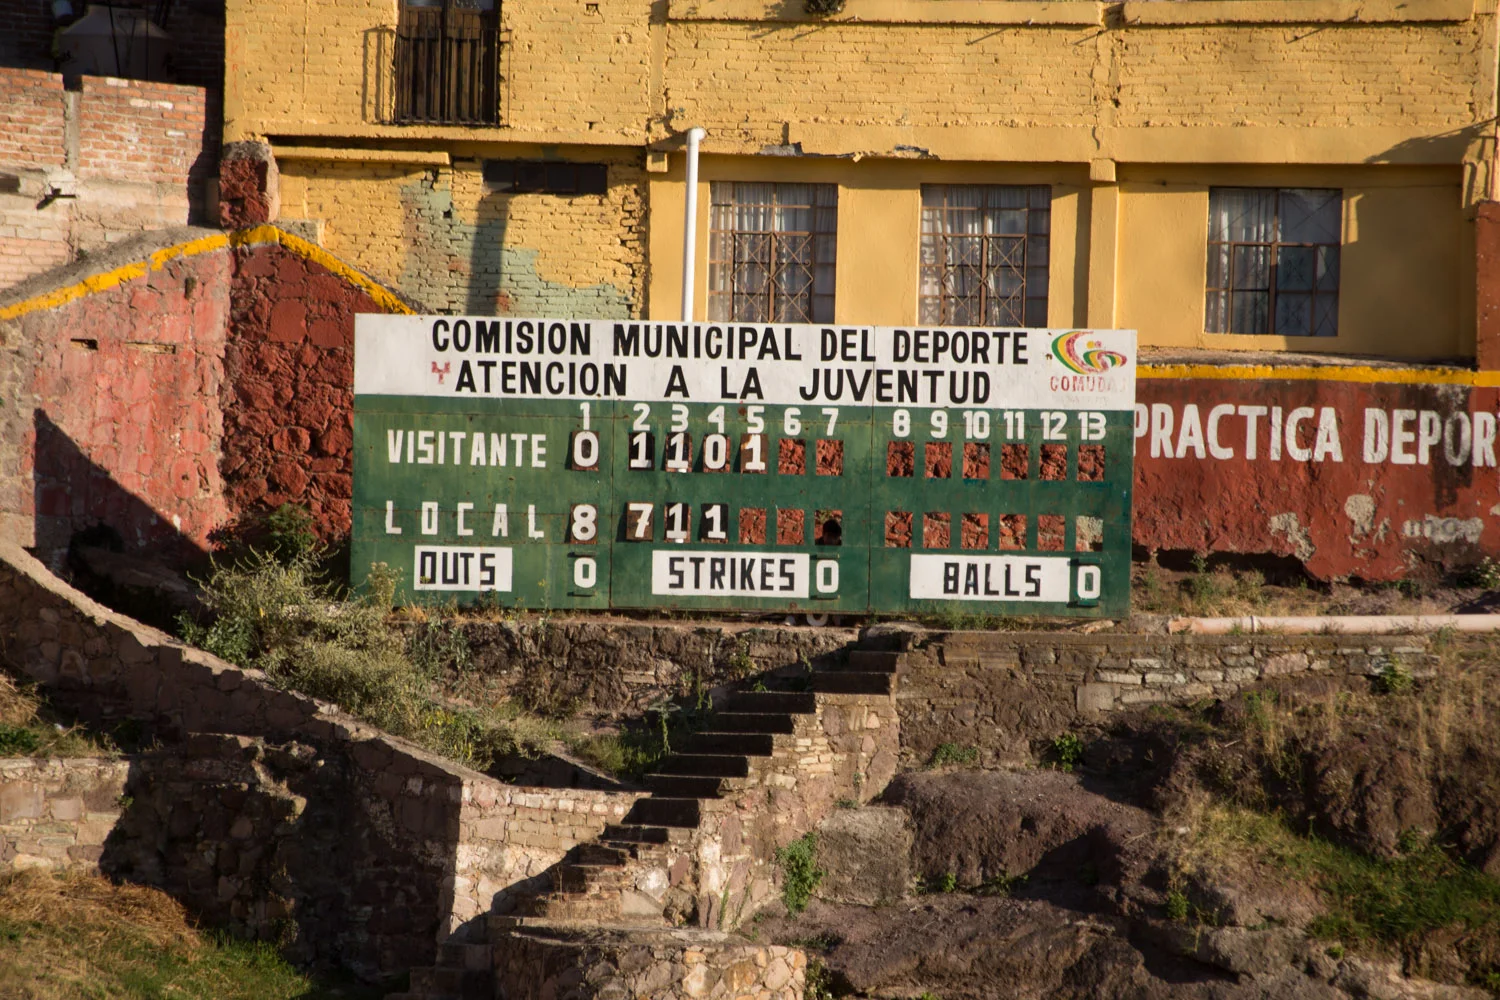 COMISION MUNICIPAL DEL DEPORTE
Y ATENCION A LA JUVENTUD
COMUDAJ
1 2 3 4 5 6 7 8 9 10 11 12 13
VISITANTE 0 1 1 0 1
LOCAL 8 7 1 1
OUTS 0 STRIKES 0 BALLS 0
PRACTICA DEPOR